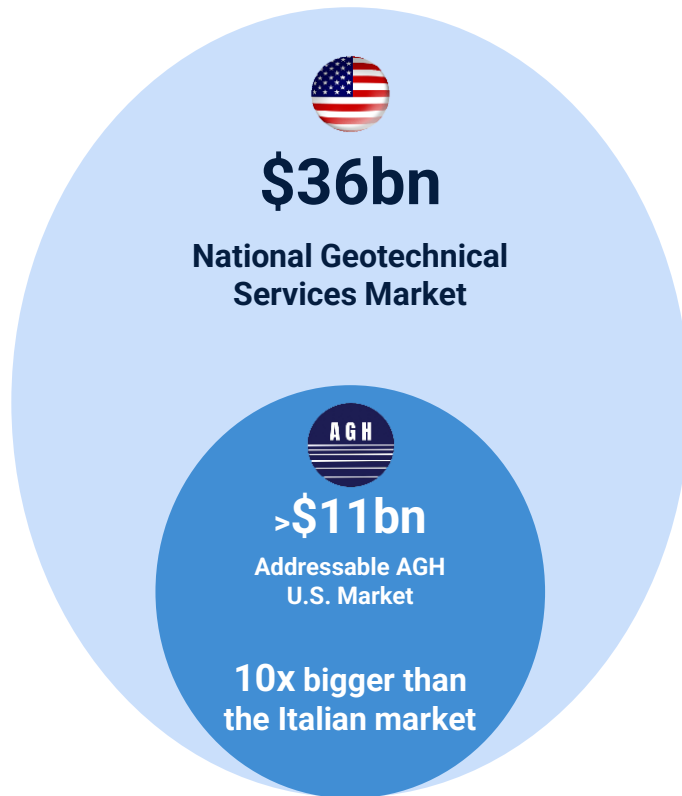 $36bn
National Geotechnical
Services Market
AGH
>$11bn
Addressable AGH
U.S. Market
10x bigger than
the Italian market